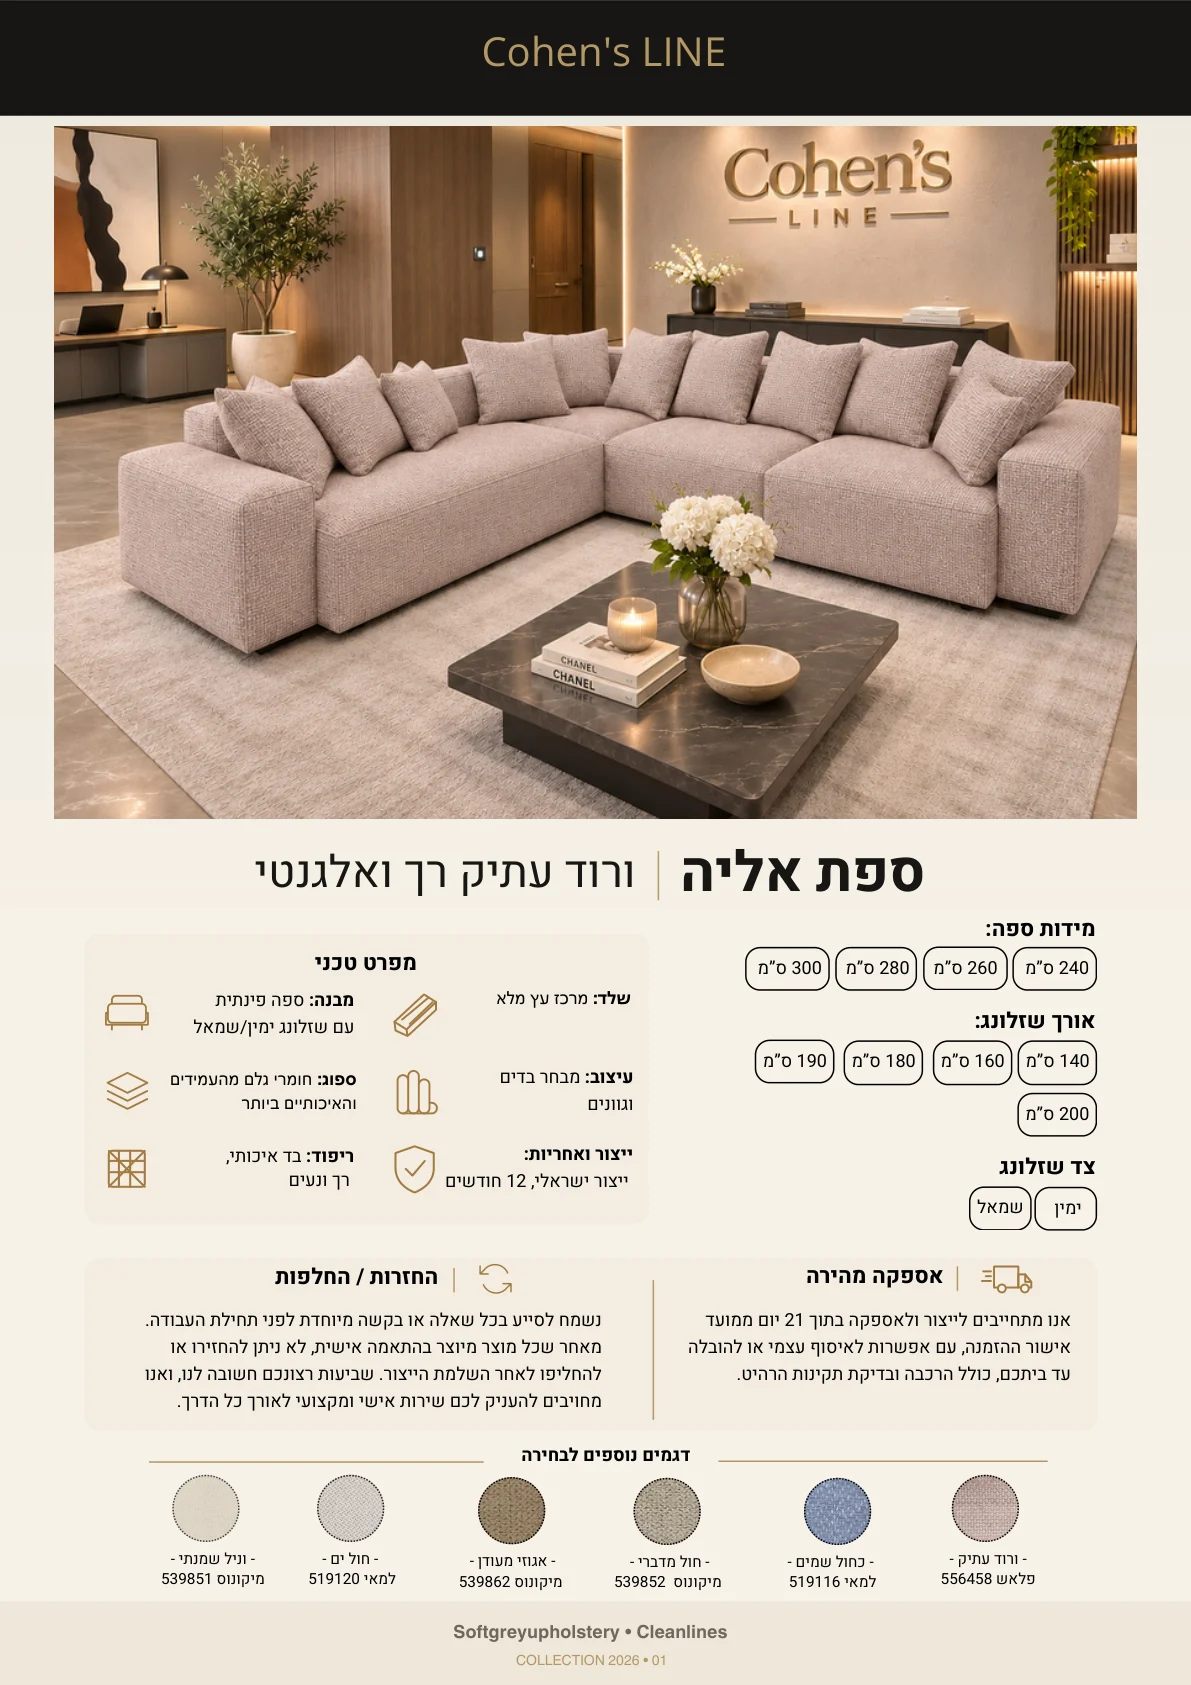 Cohen's LINE
Cohen's
LINE
CHANEL
CHANEL
ספת אליה | ורוד עתיק רך ואלגנטי
מידות ספה:
240 ס”מ
260 ס”מ
280 ס”מ
300 ס”מ
אורך שזלונג:
140 ס”מ
160 ס”מ
180 ס”מ
190 ס”מ
200 ס”מ
צד שזלונג
ימין
שמאל
מפרט טכני
שלד: מרכז עץ מלא
מבנה: ספה פינתית
עם שזלונג ימין/שמאל
עיצוב: מבחר בדים
וגוונים
ספוג: חומרי גלם מהעמידים
והאיכותיים ביותר
ייצור ואחריות:
ייצור ישראלי, 12 חודשים
ריפוד: בד איכותי,
רך ונעים
אספקה מהירה
אנו מתחייבים לייצור ולאספקה בתוך 21 יום ממועד
אישור ההזמנה, עם אפשרות לאיסוף עצמי או להובלה
עד ביתכם, כולל הרכבה ובדיקת תקינות הרהיט.
החזרות / החלפות
נשמח לסייע בכל שאלה או בקשה מיוחדת לפני תחילת העבודה.
מאחר שכל מוצר מיוצר בהתאמה אישית, לא ניתן להחזירו או
להחליפו לאחר השלמת הייצור. שביעות רצונכם חשובה לנו, ואנו
מחויבים להעניק לכם שירות אישי ומקצועי לאורך כל הדרך.
דגמים נוספים לבחירה
- ורוד עתיק -
פלאש 556458
- כחול שמים -
למאי 519116
- חול מדברי -
מיקונוס 539852
- אגוזי מעודן -
מיקונוס 539862
- חול ים -
למאי 519120
- וניל שמנתי -
מיקונוס 539851
Softgreyupholstery • Cleanlines
COLLECTION 2026 • 01